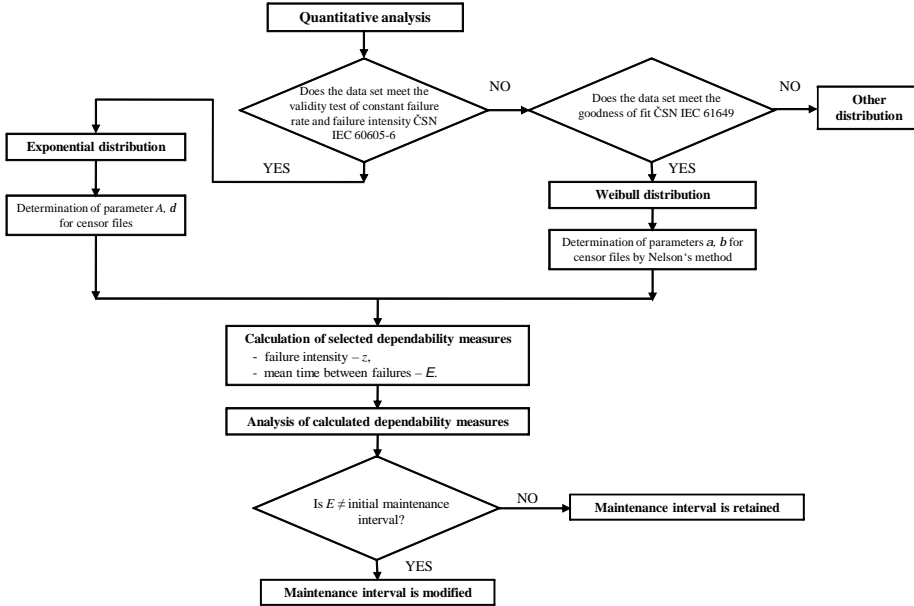 Quantitative analysis
Does the data set meet the
validity test of constant failure
rate and failure intensity ČSN
IEC 60605-6
NO
Does the data set meet the
goodness of fit ČSN IEC 61649
NO
Other
distribution
YES
Exponential distribution
Determination of parameter A, d
for censor files
YES
Weibull distribution
Determination of parameters a, b for
censor files by Nelson‘s method
Calculation of selected dependability measures
- failure intensity – z,
- mean time between failures – E.
Analysis of calculated dependability measures
Is E ≠ initial maintenance
interval?
NO
Maintenance interval is retained
YES
Maintenance interval is modified